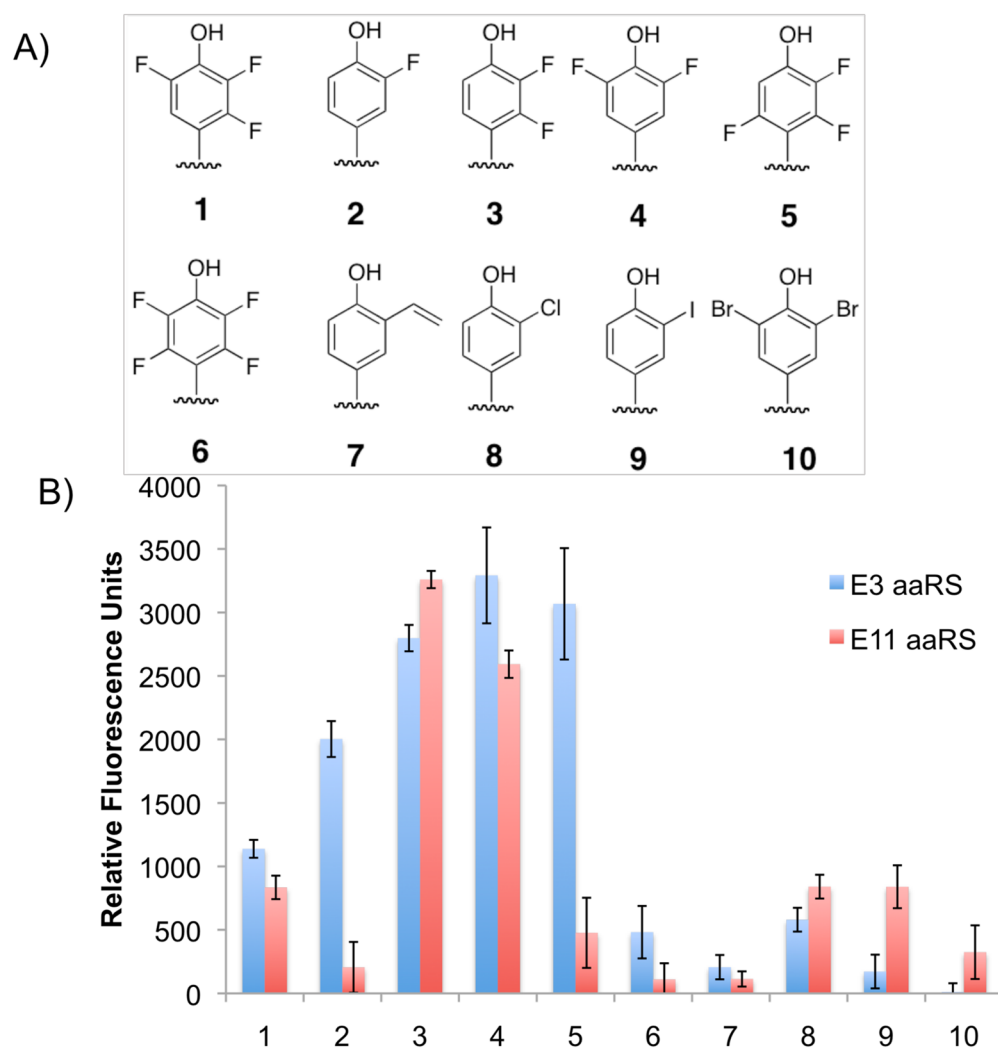 A)
OH OH OH OH OH
F F F F F F F F
F F F F
1 2 3 4 5
OH OH OH OH OH
F F Cl I Br Br
F F
6 7 8 9 10
B)
4000
3500
3000
2500
2000
1500
1000
500
0
Relative Fluorescence Units
E3 aaRS
E11 aaRS
1 2 3 4 5 6 7 8 9 10